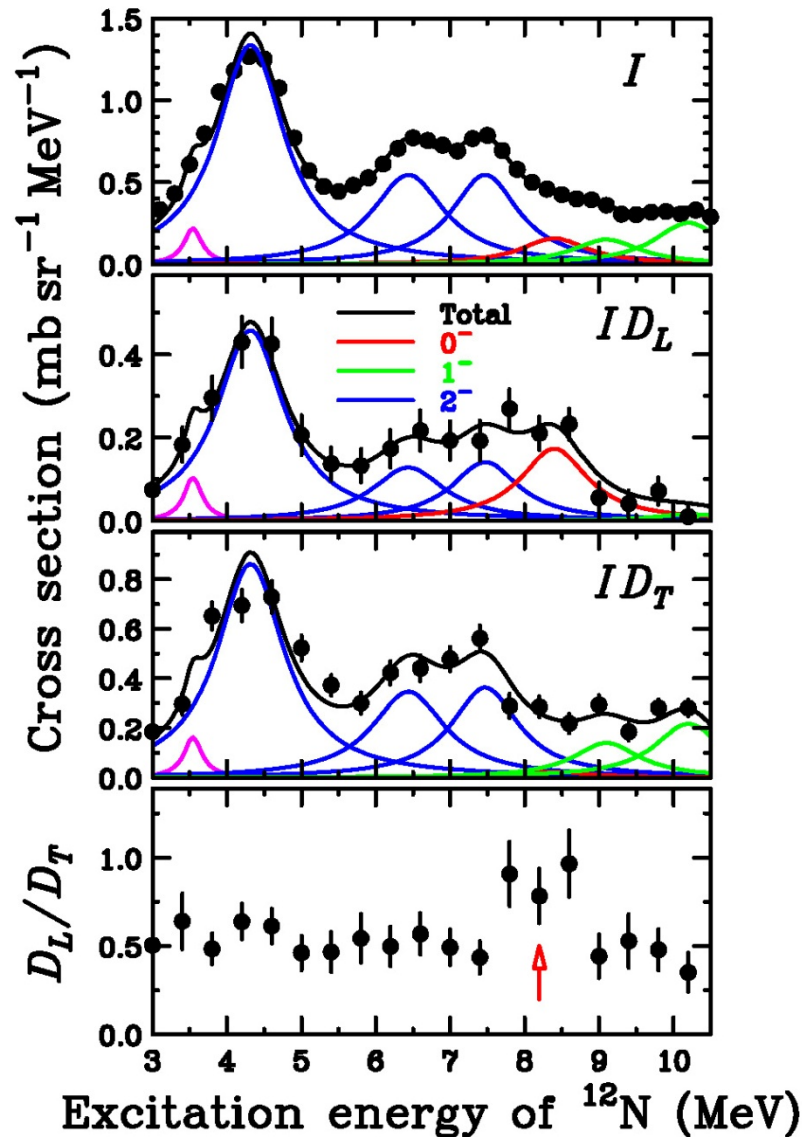 Cross section (mb sr⁻¹ MeV⁻¹)
1.5
1.0
0.5
0.0
I
0.4
0.2
0.0
Total
0⁻
1⁻
2⁻
ID_L
0.8
0.6
0.4
0.2
0.0
ID_T
D_L/D_T
1.0
0.5
0.0
3 4 5 6 7 8 9 10
Excitation energy of ¹²N (MeV)